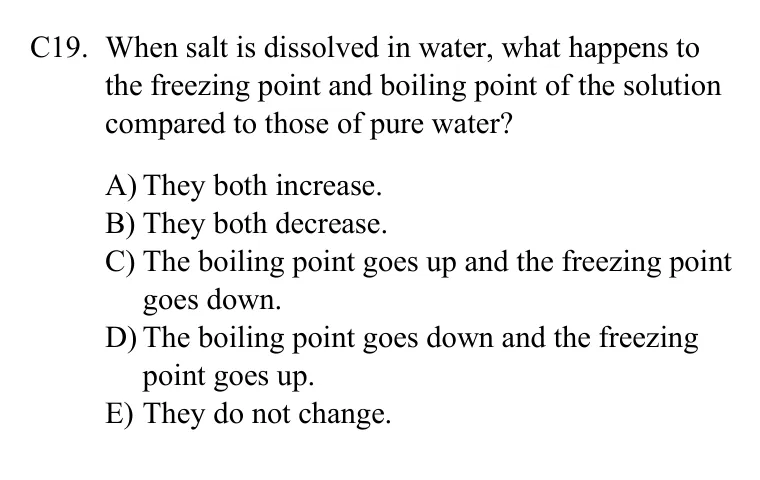 C19. When salt is dissolved in water, what happens to
the freezing point and boiling point of the solution
compared to those of pure water?
A) They both increase.
B) They both decrease.
C) The boiling point goes up and the freezing point
goes down.
D) The boiling point goes down and the freezing
point goes up.
E) They do not change.